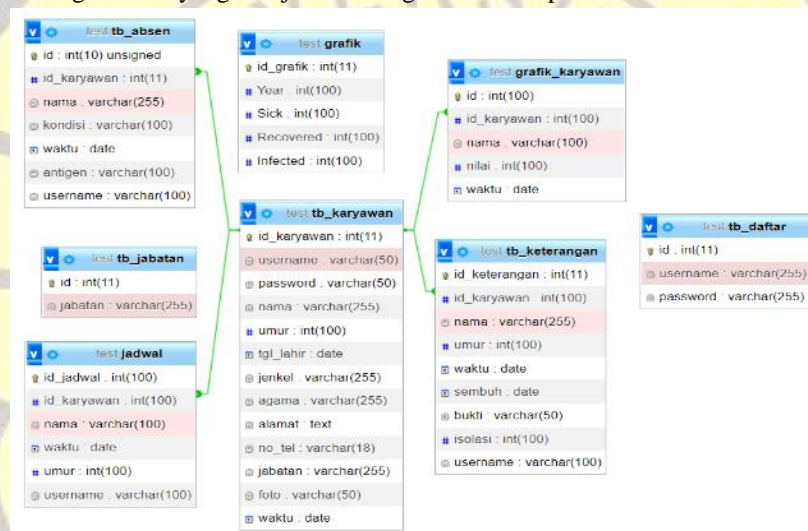 test tb_absen
id : int(10) unsigned
id_karyawan : int(11)
nama : varchar(255)
kondisi : varchar(100)
waktu : date
antigen : varchar(100)
username : varchar(100)
test grafik
id_grafik : int(11)
Year : int(100)
Sick : int(100)
Recovered : int(100)
Infected : int(100)
test grafik_karyawan
id : int(100)
id_karyawan : int(100)
nama : varchar(100)
nilai : int(100)
waktu : date
test tb_jabatan
id : int(11)
jabatan : varchar(255)
test tb_karyawan
id_karyawan : int(11)
username : varchar(50)
password : varchar(50)
nama : varchar(255)
umur : int(100)
tgl_lahir : date
jenkel : varchar(255)
agama : varchar(255)
alamat : text
no_tel : varchar(18)
jabatan : varchar(255)
foto : varchar(50)
waktu : date
test tb_keterangan
id_keterangan : int(11)
id_karyawan : int(100)
nama : varchar(255)
umur : int(100)
waktu : date
sembuh : date
bukti : varchar(50)
isolasi : int(100)
username : varchar(100)
test tb_daftar
id : int(11)
username : varchar(255)
password : varchar(255)
test jadwal
id_jadwal : int(100)
id_karyawan : int(100)
nama : varchar(100)
waktu : date
umur : int(100)
username : varchar(100)